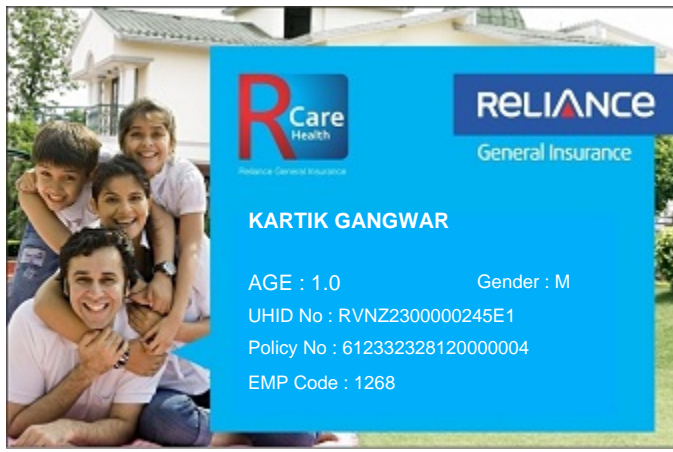 RCare
Health
Reliance General Insurance
RELIANCE
General Insurance
KARTIK GANGWAR
AGE : 1.0 Gender : M
UHID No : RVNZ2300000245E1
Policy No : 612332328120000004
EMP Code : 1268